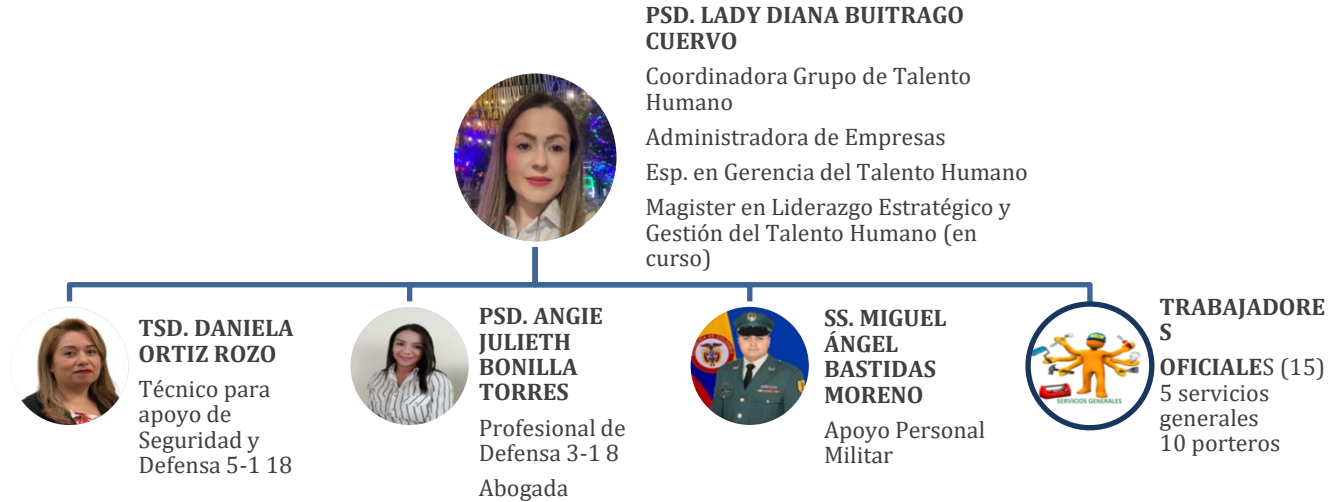 PSD. LADY DIANA BUITRAGO
CUERVO
Coordinadora Grupo de Talento
Humano
Administradora de Empresas
Esp. en Gerencia del Talento Humano
Magister en Liderazgo Estratégico y
Gestión del Talento Humano (en
curso)
TSD. DANIELA
ORTIZ ROZO
Técnico para
apoyo de
Seguridad y
Defensa 5-1 18
PSD. ANGIE
JULIETH
BONILLA
TORRES
Profesional de
Defensa 3-1 8
Abogada
SS. MIGUEL
ÁNGEL
BASTIDAS
MORENO
Apoyo Personal
Militar
SERVICIOS GENERALES
TRABAJADORE
S
OFICIALES (15)
5 servicios
generales
10 porteros